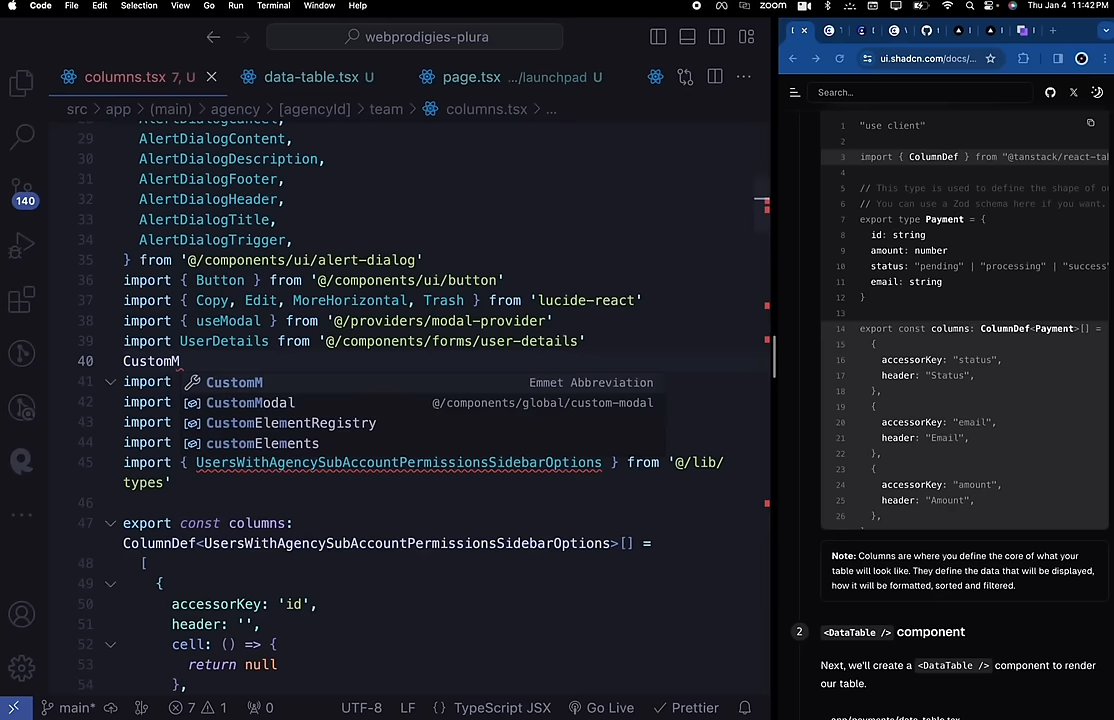 Code File Edit Selection View Go Run Terminal Window Help
zoom Thu Jan 4 11:42 PM
webprodigies-plura
columns.tsx 7, U
data-table.tsx U
page.tsx .../launchpad U
src > app > (main) > agency > [agencyId] > team > columns.tsx > ...
29 AlertDialogContent,
30 AlertDialogDescription,
31 AlertDialogFooter,
32 AlertDialogHeader,
33 AlertDialogTitle,
34 AlertDialogTrigger,
35 } from '@/components/ui/alert-dialog'
36 import { Button } from '@/components/ui/button'
37 import { Copy, Edit, MoreHorizontal, Trash } from 'lucide-react'
38 import { useModal } from '@/providers/modal-provider'
39 import UserDetails from '@/components/forms/user-details'
40 CustomM
41 import
42 import
43 import
44 import
CustomM Emmet Abbreviation
CustomModal @/components/global/custom-modal
CustomElementRegistry
customElements
45 import { UsersWithAgencySubAccountPermissionsSidebarOptions } from '@/lib/
types'
46
47 export const columns:
ColumnDef<UsersWithAgencySubAccountPermissionsSidebarOptions>[] =
48 [
49 {
50 accessorKey: 'id',
51 header: '',
52 cell: () => {
53 return null
54 },
140
main* 7 1 0 UTF-8 LF {} TypeScript JSX Go Live Prettier
ui.shadcn.com/docs/...
Search...
1 "use client"
2
3 import { ColumnDef } from "@tanstack/react-ta
4
5 // This type is used to define the shape of o
6 // You can use a Zod schema here if you want.
7 export type Payment = {
8 id: string
9 amount: number
10 status: "pending" | "processing" | "success"
11 email: string
12 }
13
14 export const columns: ColumnDef<Payment>[] =
15 {
16 accessorKey: "status",
17 header: "Status",
18 },
19 {
20 accessorKey: "email",
21 header: "Email",
22 },
23 {
24 accessorKey: "amount",
25 header: "Amount",
26 },
Note: Columns are where you define the core of what your
table will look like. They define the data that will be displayed,
how it will be formatted, sorted and filtered.
2 <DataTable /> component
Next, we'll create a <DataTable /> component to render
our table.
app/payments/data-table.tsx